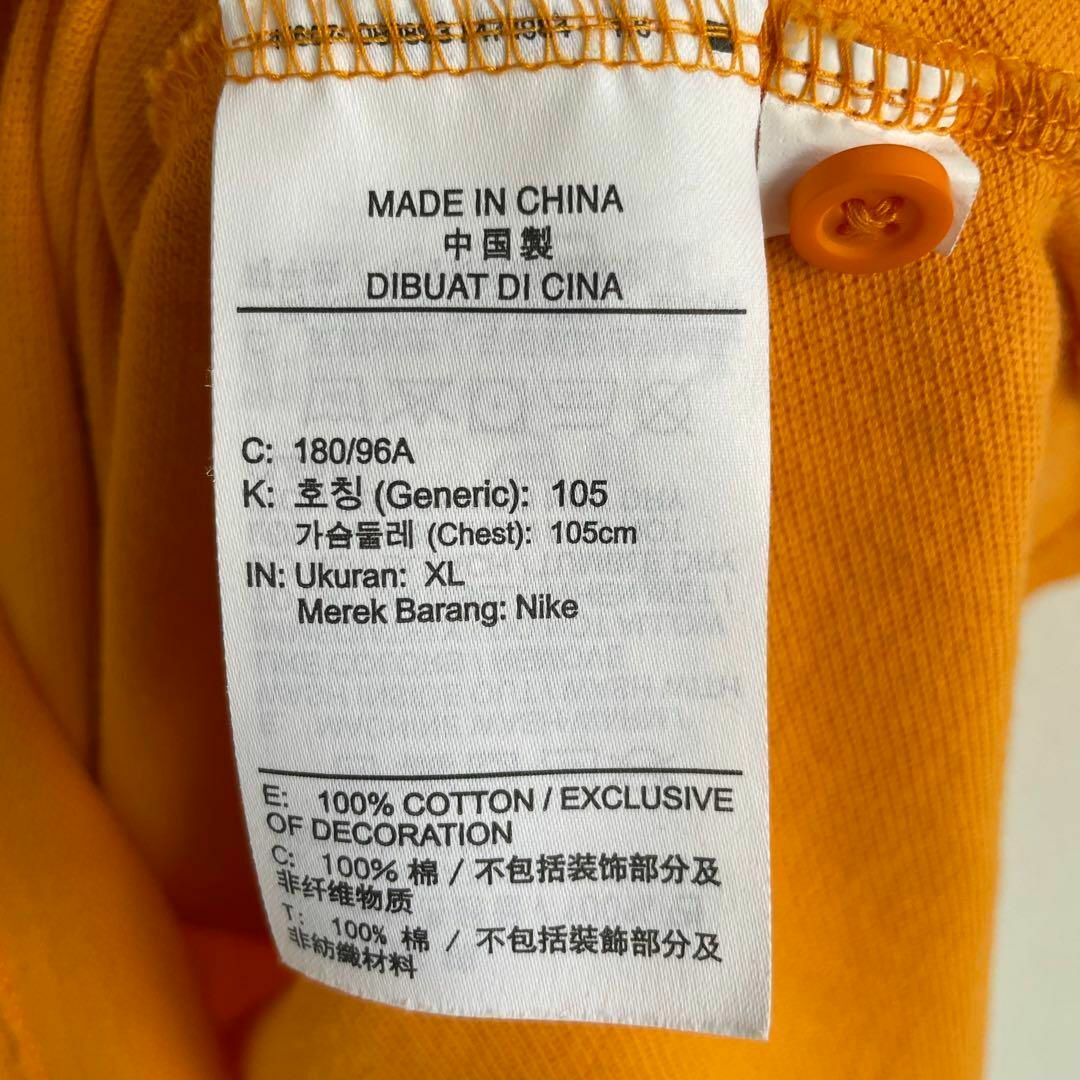 MADE IN CHINA
中国製
DIBUAT DI CINA
C: 180/96A
K: 호칭 (Generic): 105
가슴둘레 (Chest): 105cm
IN: Ukuran: XL
Merek Barang: Nike
E: 100% COTTON / EXCLUSIVE
OF DECORATION
C: 100% 棉 / 不包括装饰部分及
非纤维物质
T: 100% 棉 / 不包括裝飾部分及
非紡織材料